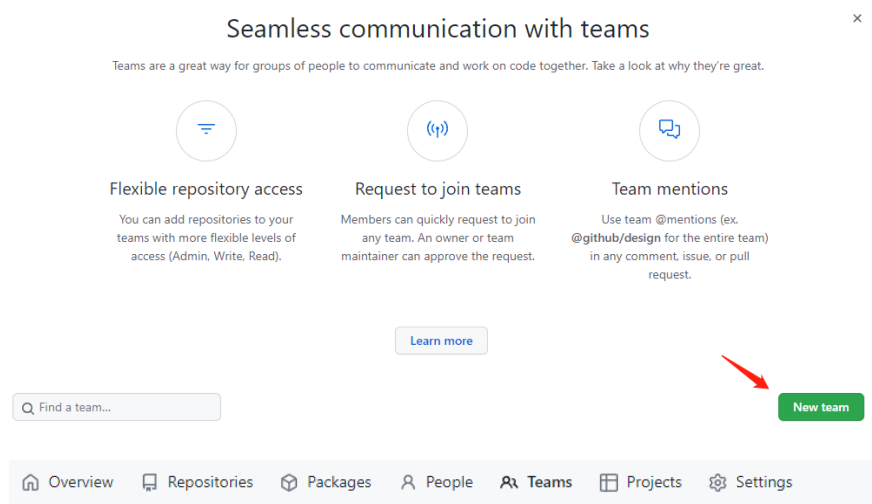 Seamless communication with teams
Teams are a great way for groups of people to communicate and work on code together. Take a look at why they're great.
Flexible repository access
You can add repositories to your
teams with more flexible levels of
access (Admin, Write, Read).
Request to join teams
Members can quickly request to join
any team. An owner or team
maintainer can approve the request.
Team mentions
Use team @mentions (ex.
@github/design for the entire team)
in any comment, issue, or pull
request.
Learn more
Find a team...
New team
Overview
Repositories
Packages
People
Teams
Projects
Settings